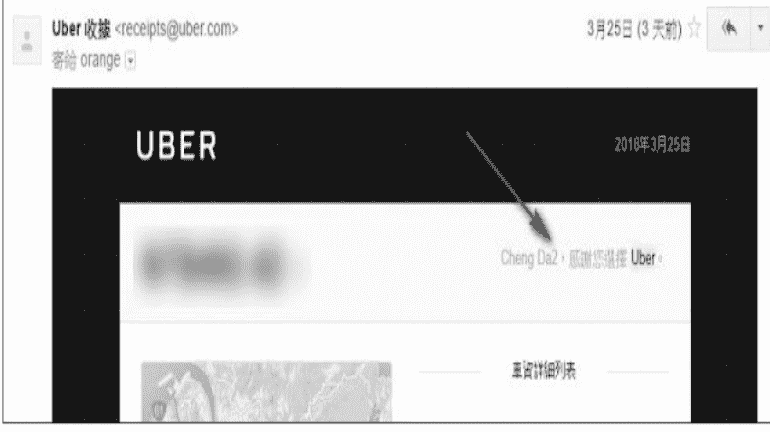 Uber 收據 <receipts@uber.com>
3月25日 (3 天前)
寄給 orange
UBER
2018年3月25日
Cheng Da2，感謝您選擇 Uber。
車資詳細列表